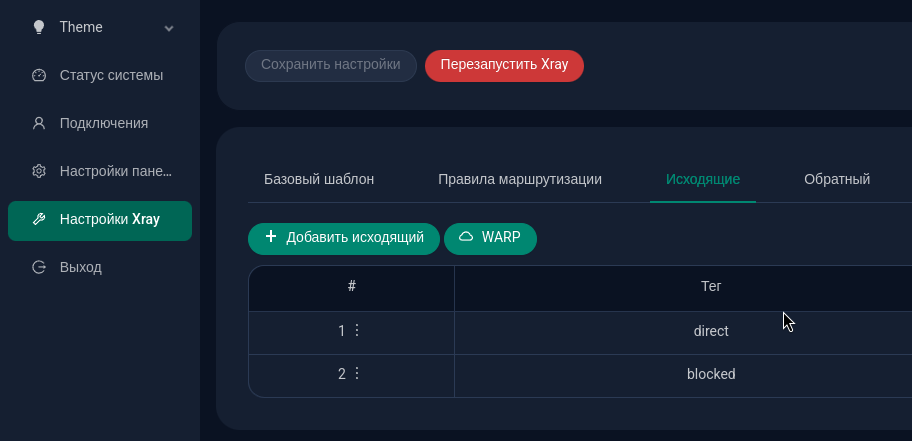 Theme
Статус системы
Подключения
Настройки пане...
Настройки Xray
Выход
Сохранить настройки
Перезапустить Xray
Базовый шаблон
Правила маршрутизации
Исходящие
Обратный
+ Добавить исходящий
WARP
# Тег
1 direct
2 blocked